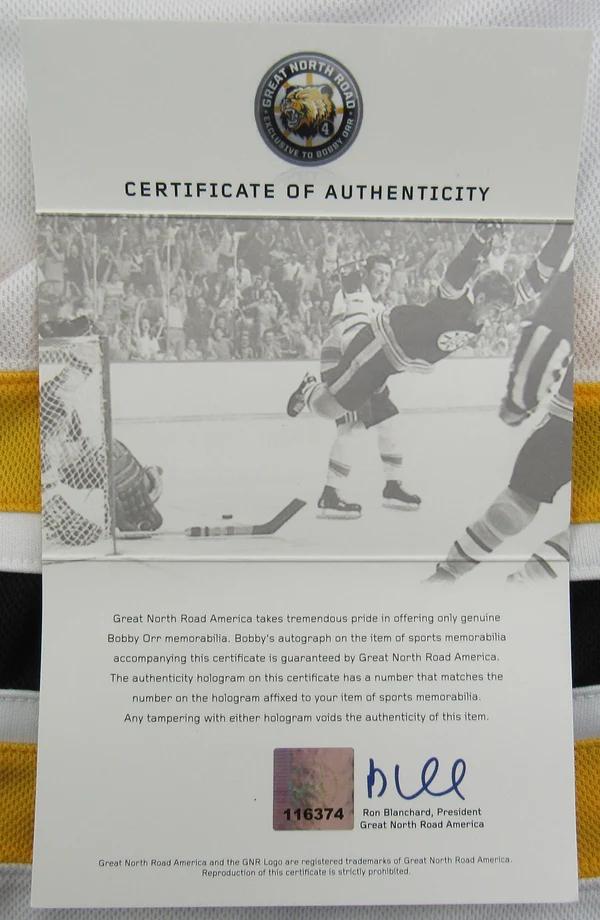 GREAT NORTH ROAD
4
EXCLUSIVE TO BOBBY ORR
CERTIFICATE OF AUTHENTICITY
Great North Road America takes tremendous pride in offering only genuine
Bobby Orr memorabilia. Bobby's autograph on the item of sports memorabilia
accompanying this certificate is guaranteed by Great North Road America.
The authenticity hologram on this certificate has a number that matches the
number on the hologram affixed to your item of sports memorabilia.
Any tampering with either hologram voids the authenticity of this item.
116374
Ron Blanchard, President
Great North Road America
Great North Road America and the GNR Logo are registered trademarks of Great North Road America.
Reproduction of this certificate is strictly prohibited.